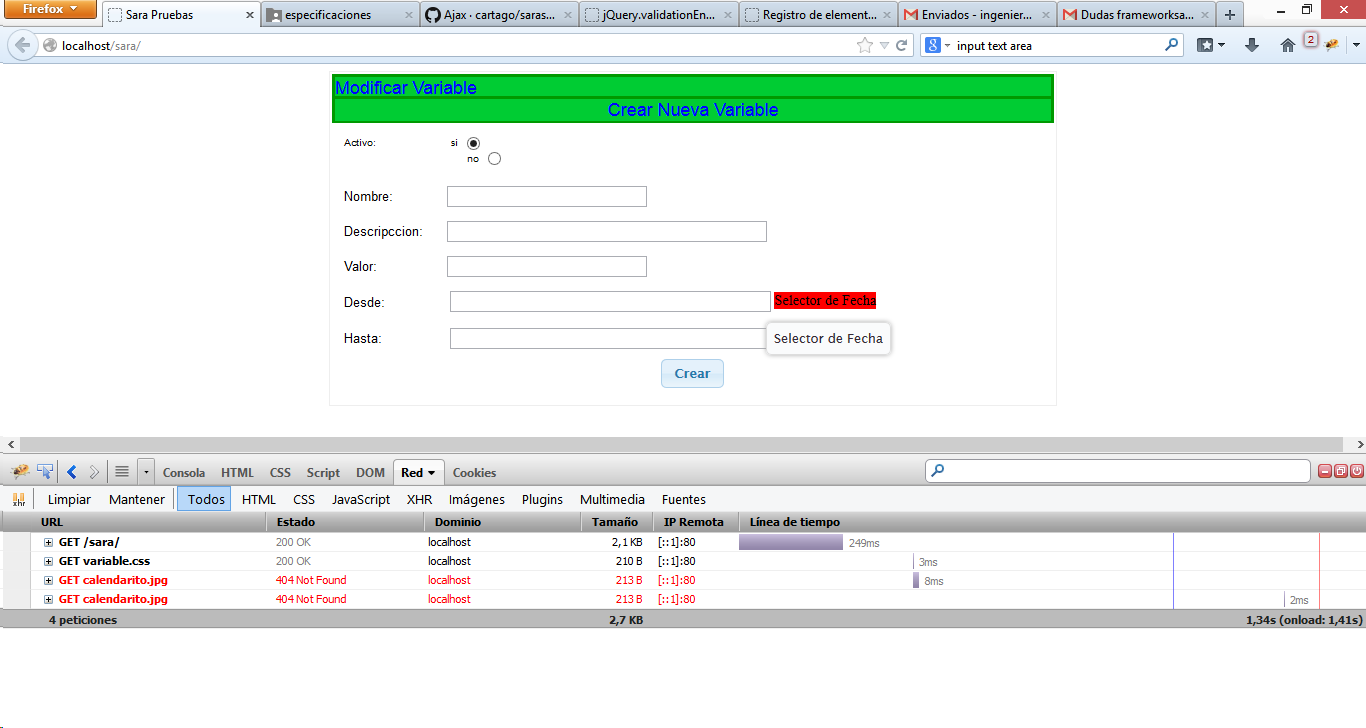 Firefox
Sara Pruebas
especificaciones
Ajax · cartago/saras...
jQuery.validationEn...
Registro de element...
Enviados - ingenier...
Dudas frameworksa...
localhost/sara/
input text area
2
Modificar Variable
Crear Nueva Variable
Activo:
si
no
Nombre:
Descripccion:
Valor:
Desde:
Selector de Fecha
Hasta:
Selector de Fecha
Crear
Consola HTML CSS Script DOM Red Cookies
xhr Limpiar Mantener Todos HTML CSS JavaScript XHR Imágenes Plugins Multimedia Fuentes
URL Estado Dominio Tamaño IP Remota Línea de tiempo
GET /sara/ 200 OK localhost 2,1 KB [::1]:80 249ms
GET variable.css 200 OK localhost 210 B [::1]:80 3ms
GET calendarito.jpg 404 Not Found localhost 213 B [::1]:80 8ms
GET calendarito.jpg 404 Not Found localhost 213 B [::1]:80 2ms
4 peticiones 2,7 KB 1,34s (onload: 1,41s)